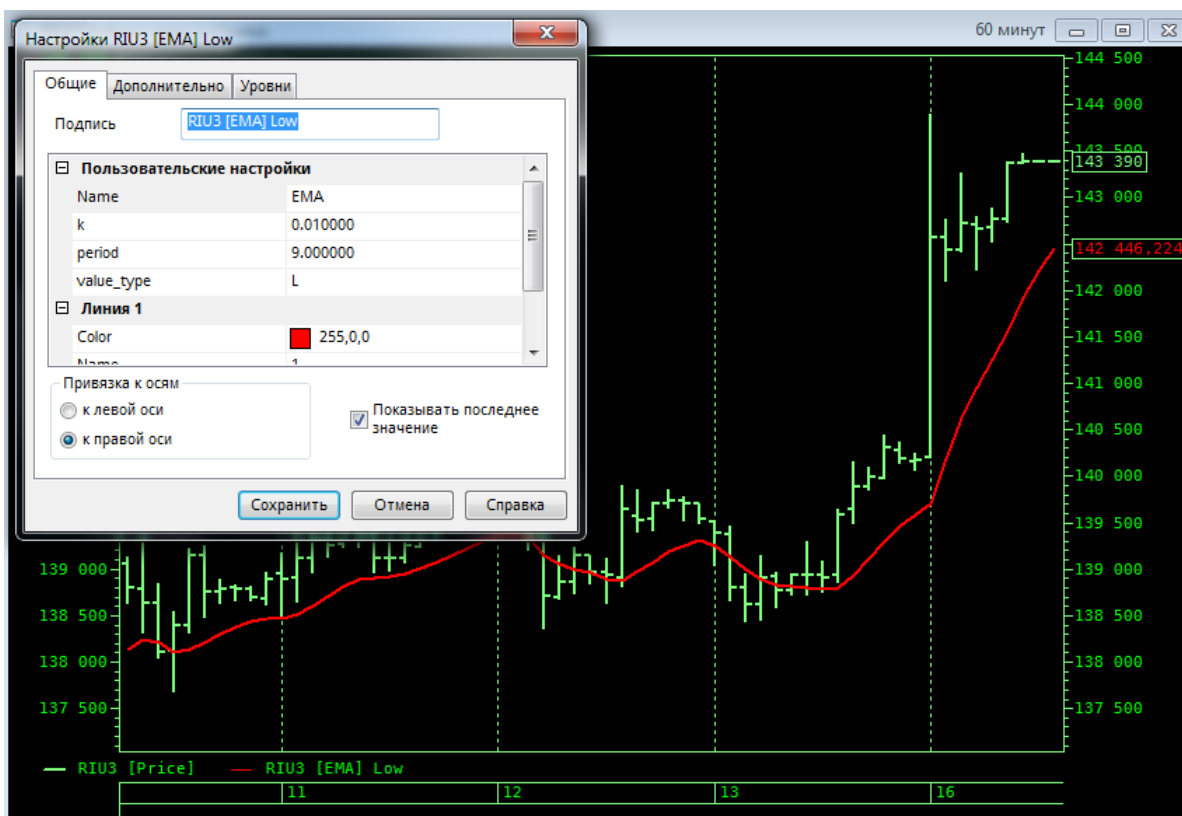 Настройки RIU3 [EMA] Low
60 минут
Общие Дополнительно Уровни
Подпись RIU3 [EMA] Low
Пользовательские настройки
Name EMA
k 0.010000
period 9.000000
value_type L
Линия 1
Color 255,0,0
Name 1
Привязка к осям
к левой оси
к правой оси
Показывать последнее
значение
Сохранить Отмена Справка
144 500
144 000
143 500
143 390
143 000
142 446,224
142 000
141 500
141 000
140 500
140 000
139 500
139 000 139 000
138 500 138 500
138 000 138 000
137 500 137 500
RIU3 [Price] RIU3 [EMA] Low
11 12 13 16